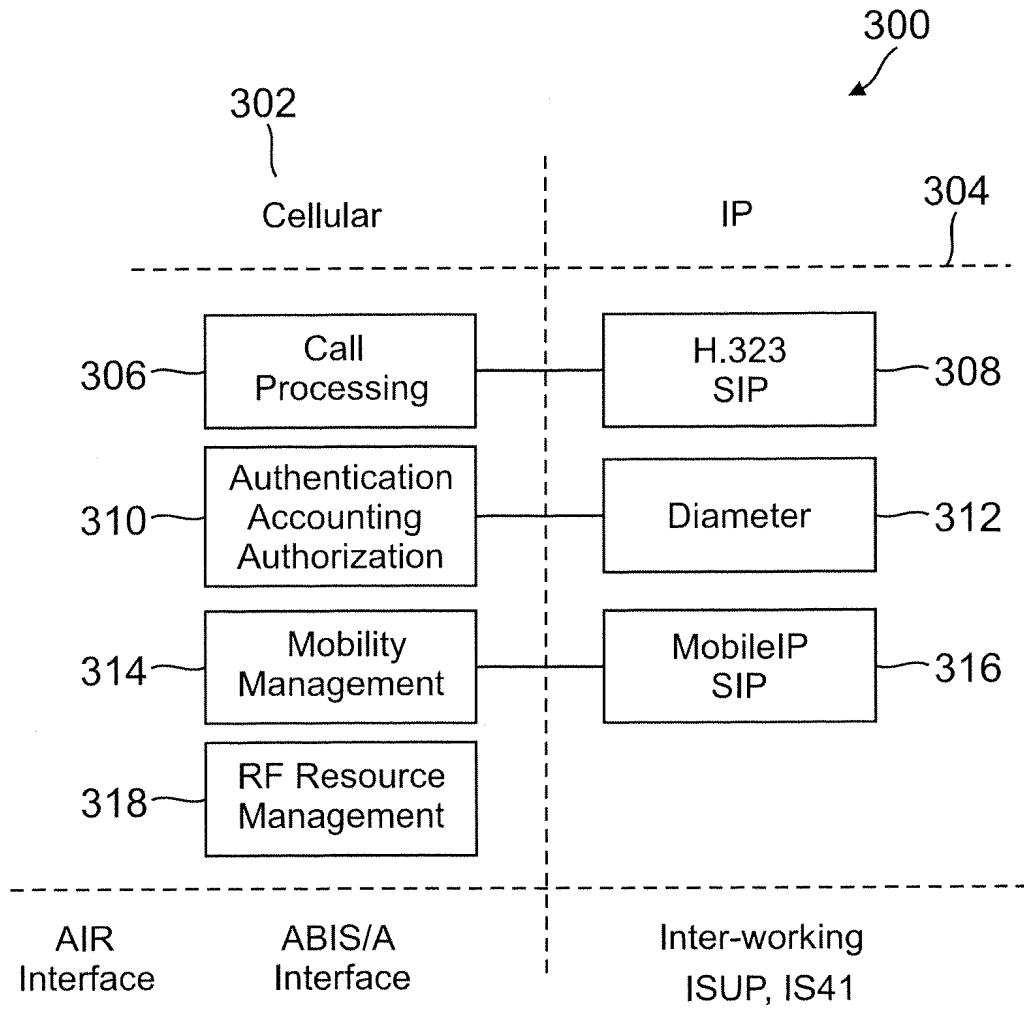 300
302
304
Cellular
IP
306
Call
Processing
H.323
SIP
308
310
Authentication
Accounting
Authorization
Diameter
312
314
Mobility
Management
MobileIP
SIP
316
318
RF Resource
Management
AIR
Interface
ABIS/A
Interface
Inter-working
ISUP, IS41